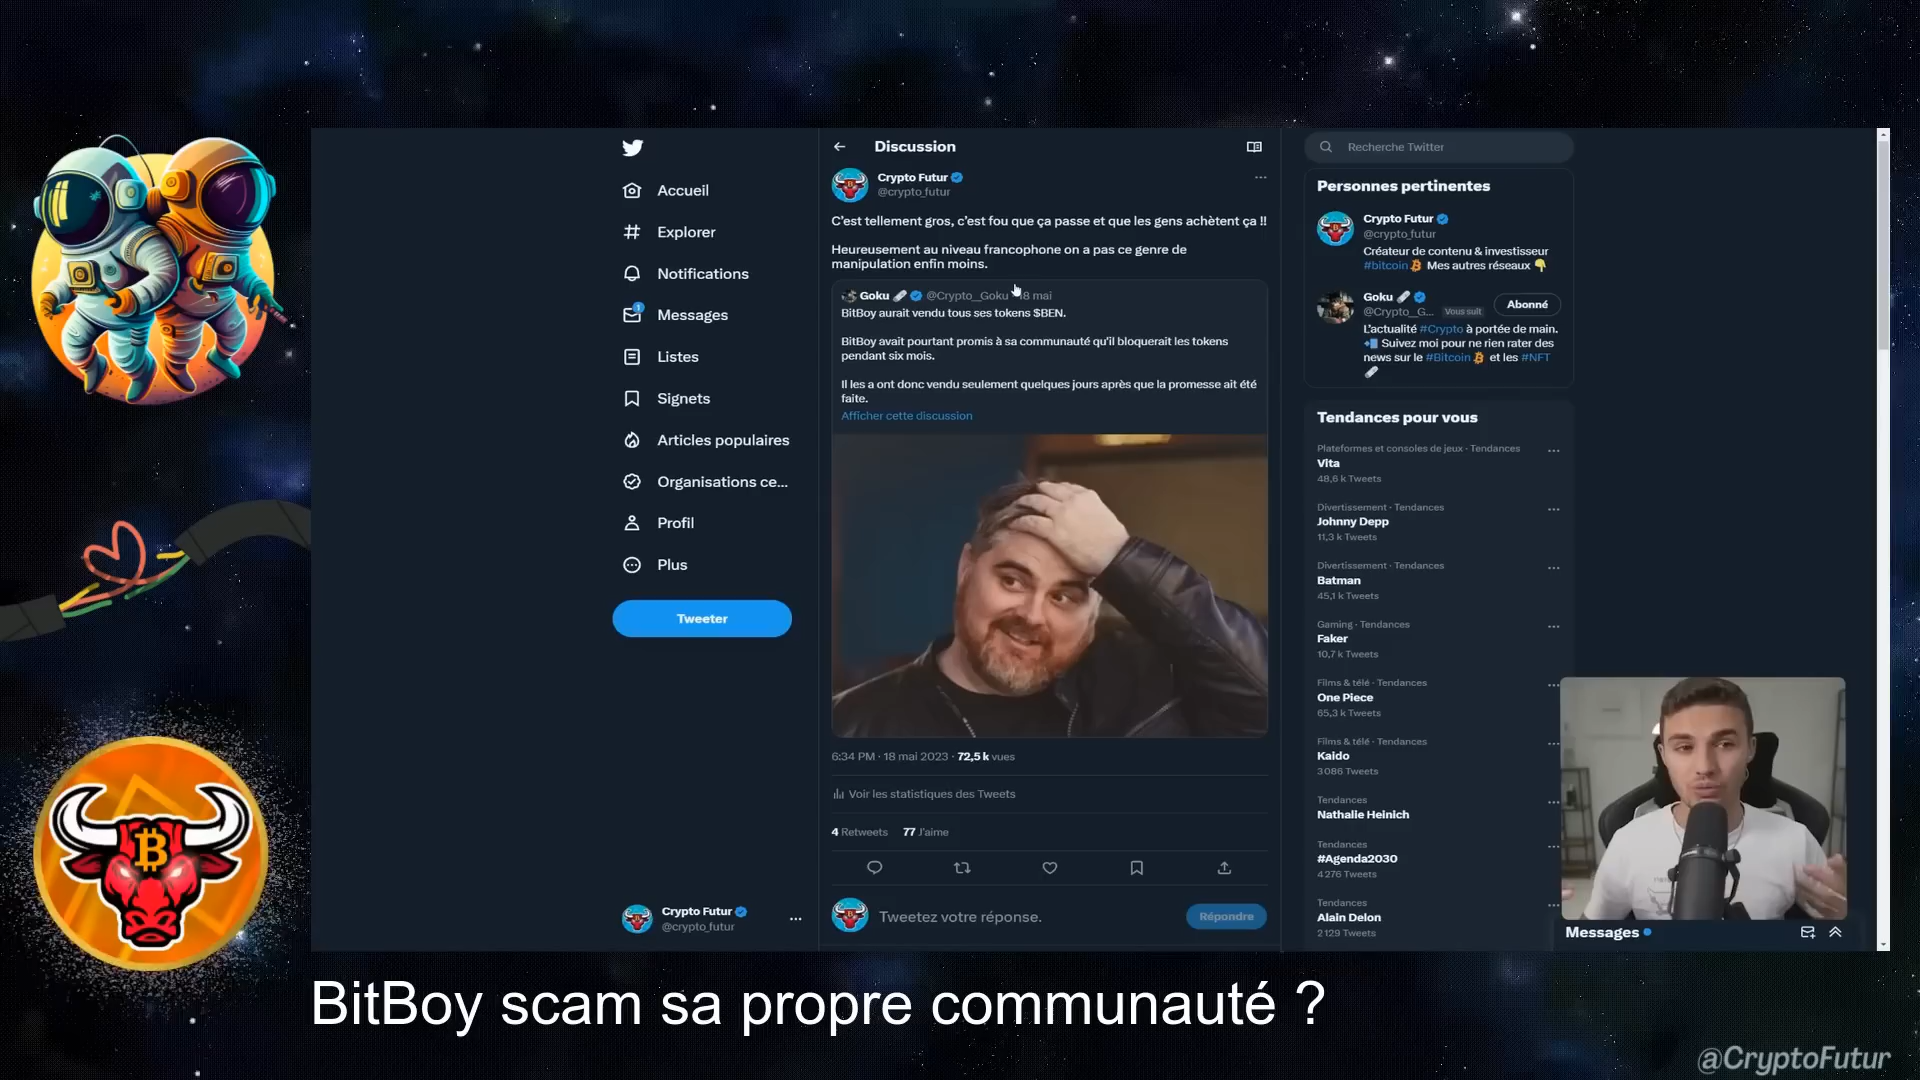 Discussion
Crypto Futur
@crypto_futur
C'est tellement gros, c'est fou que ça passe et que les gens achètent ça !!
Heureusement au niveau francophone on a pas ce genre de
manipulation enfin moins.
Goku @Crypto__Goku · 18 mai
BitBoy aurait vendu tous ses tokens $BEN.
BitBoy avait pourtant promis à sa communauté qu'il bloquerait les tokens
pendant six mois.
Il les a ont donc vendu seulement quelques jours après que la promesse ait été
faite.
Afficher cette discussion
6:34 PM · 18 mai 2023 · 72,5 k vues
Voir les statistiques des Tweets
4 Retweets 77 J'aime
Tweetez votre réponse.
Répondre
Accueil
Explorer
Notifications
1
Messages
Listes
Signets
Articles populaires
Organisations ce...
Profil
Plus
Tweeter
Crypto Futur
@crypto_futur
Recherche Twitter
Personnes pertinentes
Crypto Futur
@crypto_futur
Créateur de contenu & investisseur
#bitcoin Mes autres réseaux
Goku
@Crypto__G... Vous suit
Abonné
L'actualité #Crypto à portée de main.
Suivez moi pour ne rien rater des
news sur le #Bitcoin et les #NFT
Tendances pour vous
Plateformes et consoles de jeux · Tendances
Vita
48,6 k Tweets
Divertissement · Tendances
Johnny Depp
11,3 k Tweets
Divertissement · Tendances
Batman
45,1 k Tweets
Gaming · Tendances
Faker
10,7 k Tweets
Films & télé · Tendances
One Piece
65,3 k Tweets
Films & télé · Tendances
Kaido
3 086 Tweets
Tendances
Nathalie Heinich
Tendances
#Agenda2030
4 276 Tweets
Tendances
Alain Delon
2 129 Tweets
Messages
BitBoy scam sa propre communauté ?
@CryptoFutur